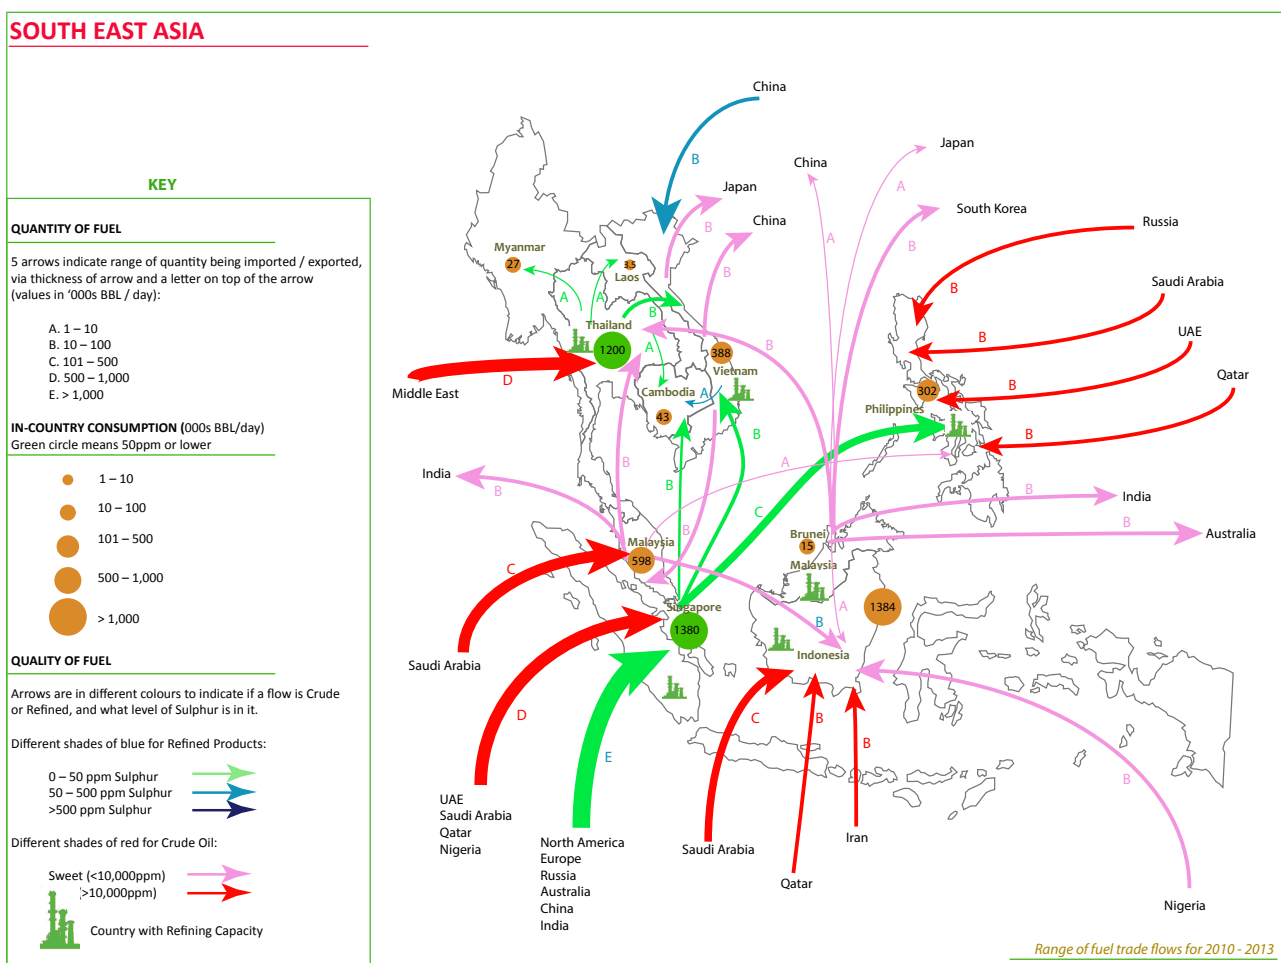 SOUTH EAST ASIA
KEY
QUANTITY OF FUEL
5 arrows indicate range of quantity being imported / exported,
via thickness of arrow and a letter on top of the arrow
(values in ‘000s BBL / day):
A. 1 – 10
B. 10 – 100
C. 101 – 500
D. 500 – 1,000
E. > 1,000
IN-COUNTRY CONSUMPTION (000s BBL/day)
Green circle means 50ppm or lower
1 – 10
10 – 100
101 – 500
500 – 1,000
> 1,000
QUALITY OF FUEL
Arrows are in different colours to indicate if a flow is Crude
or Refined, and what level of Sulphur is in it.
Different shades of blue for Refined Products:
0 – 50 ppm Sulphur
50 – 500 ppm Sulphur
>500 ppm Sulphur
Different shades of red for Crude Oil:
Sweet (<10,000ppm)
(>10,000ppm)
Country with Refining Capacity
China
B
Japan
B
China
B
China
A
Japan
A
South Korea
B
Russia
B
Saudi Arabia
B
UAE
B
Qatar
B
Myanmar
27
3.5
Laos
A
A
B
Thailand
1200
A
B
388
Vietnam
Cambodia
A
43
Middle East
D
302
Philippines
B
A
India
B
B
B
C
B
India
B
Australia
B
Malaysia
598
Brunei
15
Malaysia
Saudi Arabia
C
Singapore
1380
1384
A
B
Indonesia
D
E
C
B
B
B
UAE
Saudi Arabia
Qatar
Nigeria
North America
Europe
Russia
Australia
China
India
Saudi Arabia
Qatar
Iran
Nigeria
Range of fuel trade flows for 2010 - 2013